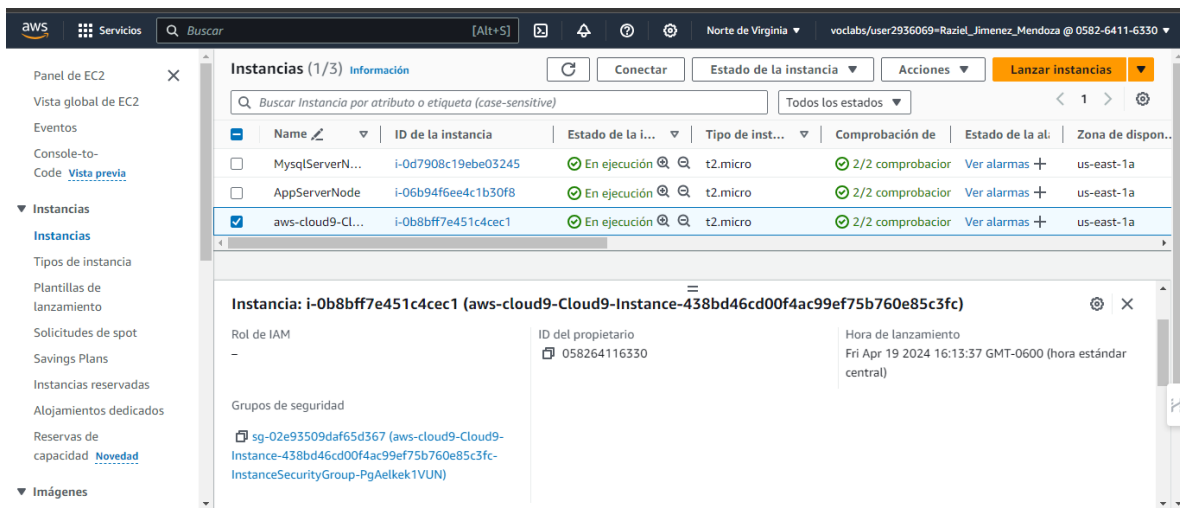 aws
Servicios
Buscar
[Alt+S]
Norte de Virginia
voclabs/user2936069=Raziel_Jimenez_Mendoza @ 0582-6411-6330
Panel de EC2
Vista global de EC2
Eventos
Console-to-
Code Vista previa
Instancias
Instancias
Tipos de instancia
Plantillas de
lanzamiento
Solicitudes de spot
Savings Plans
Instancias reservadas
Alojamientos dedicados
Reservas de
capacidad Novedad
Imágenes
Instancias (1/3) Información
Conectar
Estado de la instancia
Acciones
Lanzar instancias
Buscar Instancia por atributo o etiqueta (case-sensitive)
Todos los estados
1
Name ID de la instancia Estado de la i... Tipo de inst... Comprobación de Estado de la ala Zona de dispon...
MysqlServerN... i-0d7908c19ebe03245 En ejecución t2.micro 2/2 comprobacior Ver alarmas us-east-1a
AppServerNode i-06b94f6ee4c1b30f8 En ejecución t2.micro 2/2 comprobacior Ver alarmas us-east-1a
aws-cloud9-Cl... i-0b8bff7e451c4cec1 En ejecución t2.micro 2/2 comprobacior Ver alarmas us-east-1a
Instancia: i-0b8bff7e451c4cec1 (aws-cloud9-Cloud9-Instance-438bd46cd00f4ac99ef75b760e85c3fc)
Rol de IAM
–
ID del propietario
058264116330
Hora de lanzamiento
Fri Apr 19 2024 16:13:37 GMT-0600 (hora estándar
central)
Grupos de seguridad
sg-02e93509daf65d367 (aws-cloud9-Cloud9-
Instance-438bd46cd00f4ac99ef75b760e85c3fc-
InstanceSecurityGroup-PgAelkek1VUN)